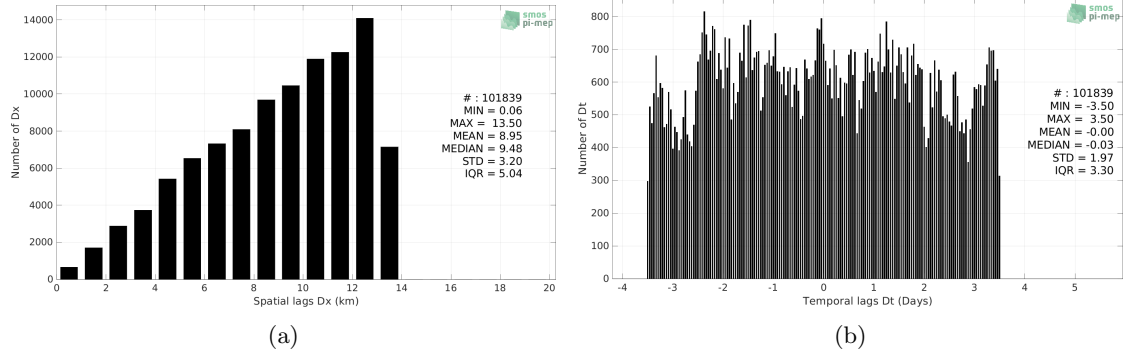 14000
12000
10000
8000
6000
4000
2000
0
Number of Dx
0 2 4 6 8 10 12 14 16 18 20
Spatial lags Dx (km)
smos
pi-mep
# : 101839
MIN = 0.06
MAX = 13.50
MEAN = 8.95
MEDIAN = 9.48
STD = 3.20
IQR = 5.04
(a)
800
700
600
500
400
300
200
100
0
Number of Dt
-4 -3 -2 -1 0 1 2 3 4 5
Temporal lags Dt (Days)
smos
pi-mep
# : 101839
MIN = -3.50
MAX = 3.50
MEAN = -0.00
MEDIAN = -0.03
STD = 1.97
IQR = 3.30
(b)